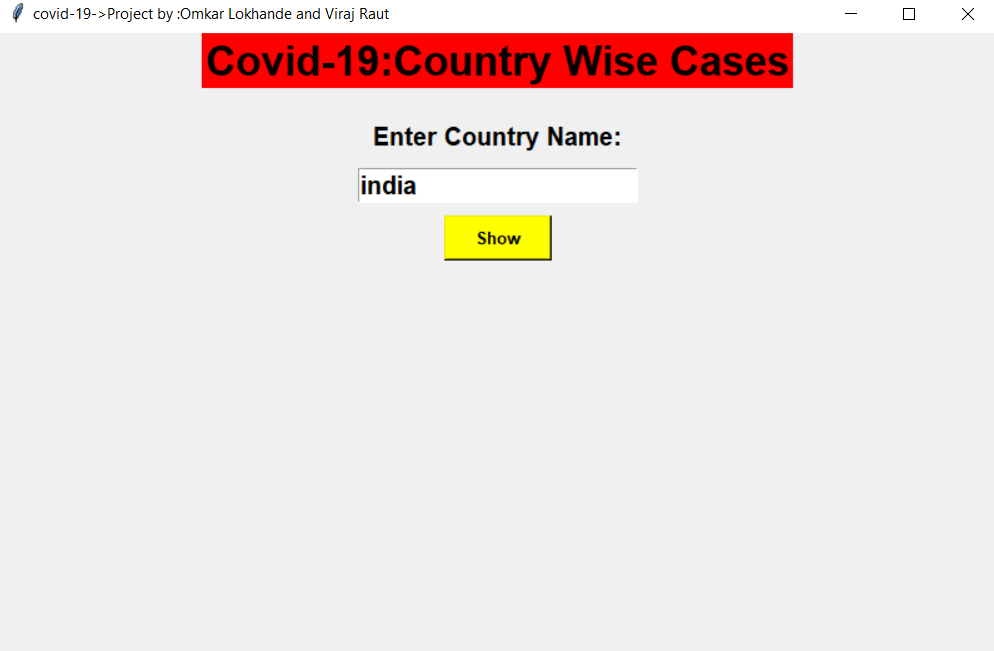 covid-19->Project by :Omkar Lokhande and Viraj Raut
Covid-19:Country Wise Cases
Enter Country Name:
india
Show